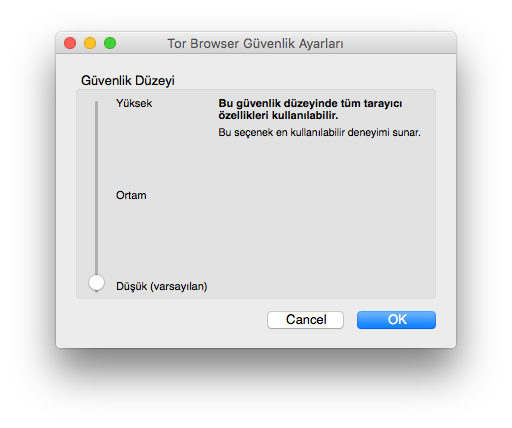 Tor Browser Güvenlik Ayarları
Güvenlik Düzeyi
Yüksek
Bu güvenlik düzeyinde tüm tarayıcı
özellikleri kullanılabilir.
Bu seçenek en kullanılabilir deneyimi sunar.
Ortam
Düşük (varsayılan)
Cancel
OK